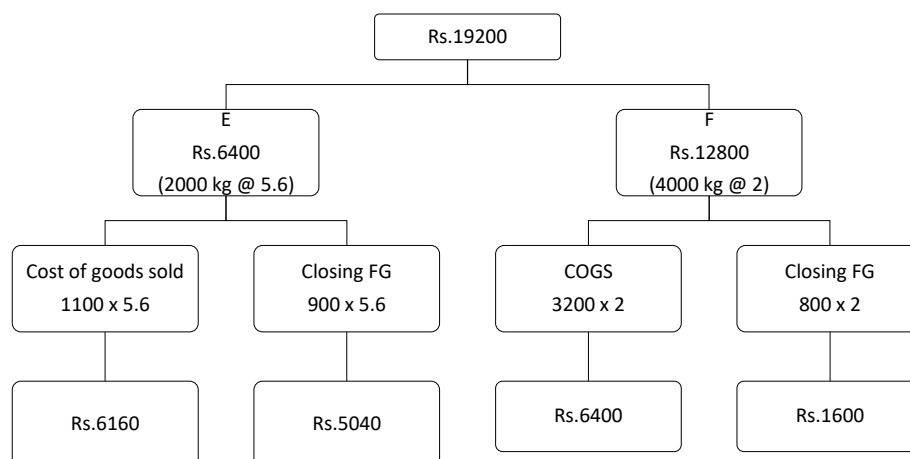 Rs.19200
E
Rs.6400
(2000 kg @ 5.6)
F
Rs.12800
(4000 kg @ 2)
Cost of goods sold
1100 x 5.6
Closing FG
900 x 5.6
COGS
3200 x 2
Closing FG
800 x 2
Rs.6160
Rs.5040
Rs.6400
Rs.1600